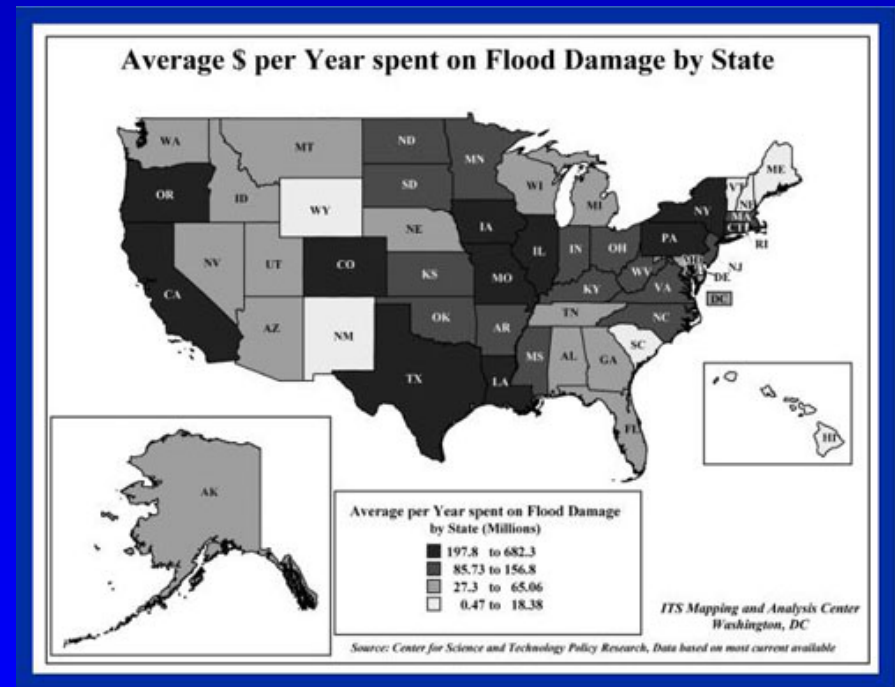 Average $ per Year spent on Flood Damage by State
WA
MT
ND
MN
ME
OR
ID
SD
WI
MI
VT
NH
NY
MA
CT
RI
WY
NE
IA
PA
NJ
NV
UT
CO
IL
IN
OH
DE
CA
KS
MO
WV
VA
DC
KY
AZ
NM
OK
AR
TN
NC
SC
MS
AL
GA
TX
LA
FL
HI
AK
Average per Year spent on Flood Damage
by State (Millions)
197.8 to 682.3
85.73 to 156.8
27.3 to 65.06
0.47 to 18.38
ITS Mapping and Analysis Center
Washington, DC
Source: Center for Science and Technology Policy Research, Data based on most current available